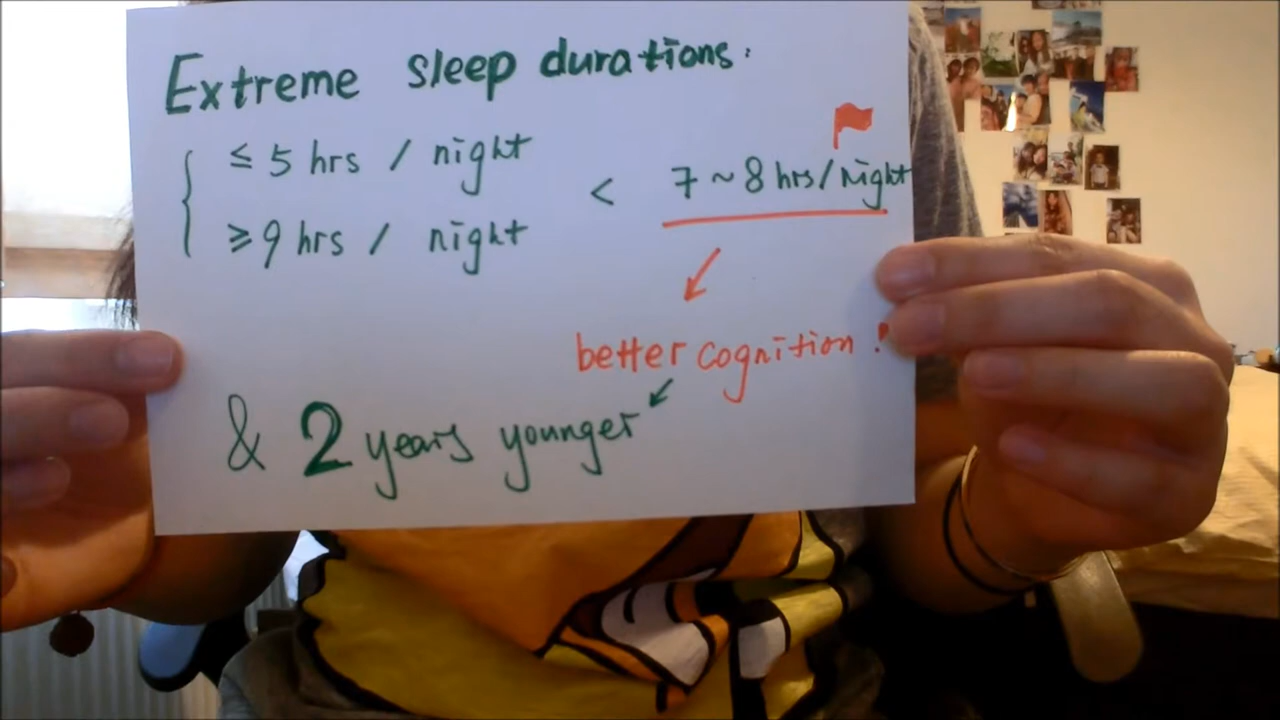 Extreme sleep durations:
≤ 5 hrs / night
≥ 9 hrs / night
< 7 ~ 8 hrs/night
better cognition!
& 2 years younger